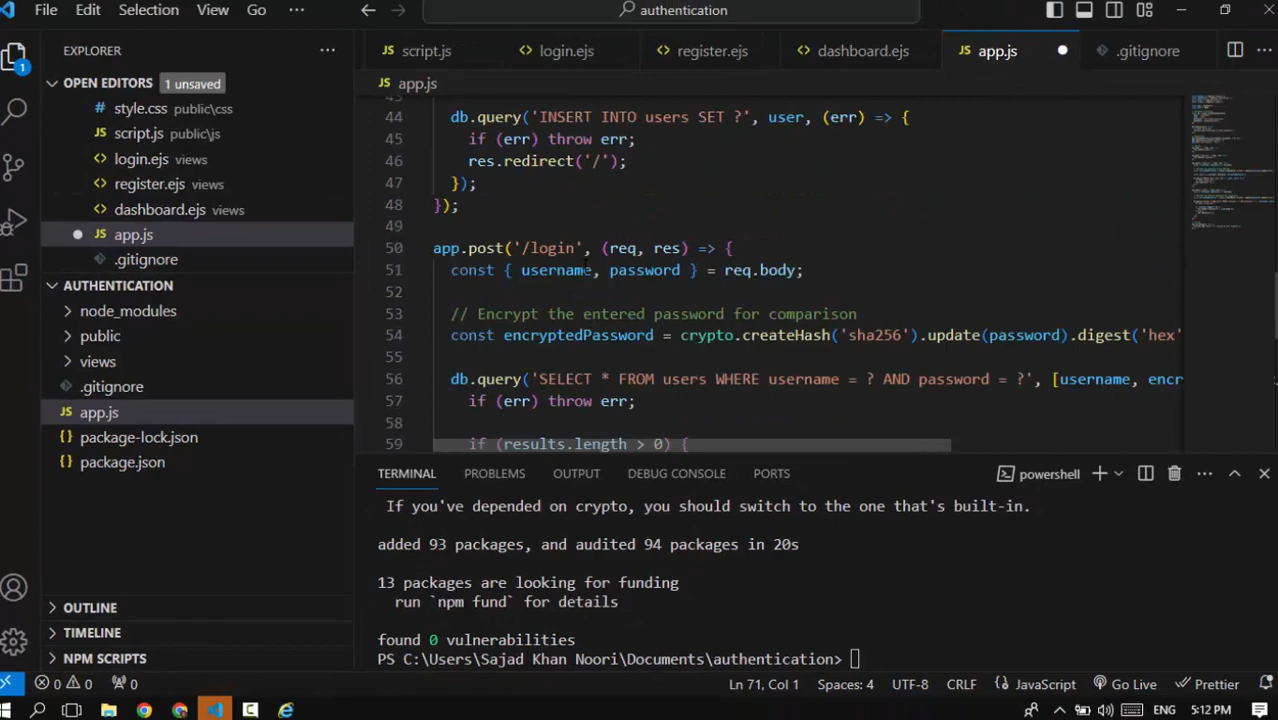 File Edit Selection View Go ··· authentication
EXPLORER ···
OPEN EDITORS 1 unsaved
style.css public\css
script.js public\js
login.ejs views
register.ejs views
dashboard.ejs views
app.js
.gitignore
AUTHENTICATION
node_modules
public
views
.gitignore
app.js
package-lock.json
package.json
OUTLINE
TIMELINE
NPM SCRIPTS
1
script.js login.ejs register.ejs dashboard.ejs app.js .gitignore
app.js
43
44 db.query('INSERT INTO users SET ?', user, (err) => {
45 if (err) throw err;
46 res.redirect('/');
47 });
48 });
49
50 app.post('/login', (req, res) => {
51 const { username, password } = req.body;
52
53 // Encrypt the entered password for comparison
54 const encryptedPassword = crypto.createHash('sha256').update(password).digest('hex'
55
56 db.query('SELECT * FROM users WHERE username = ? AND password = ?', [username, encr
57 if (err) throw err;
58
59 if (results.length > 0) {
TERMINAL PROBLEMS OUTPUT DEBUG CONSOLE PORTS powershell
If you've depended on crypto, you should switch to the one that's built-in.
added 93 packages, and audited 94 packages in 20s
13 packages are looking for funding
run `npm fund` for details
found 0 vulnerabilities
PS C:\Users\Sajad Khan Noori\Documents\authentication>
0 0 0 Ln 71, Col 1 Spaces: 4 UTF-8 CRLF JavaScript Go Live Prettier
ENG 5:12 PM